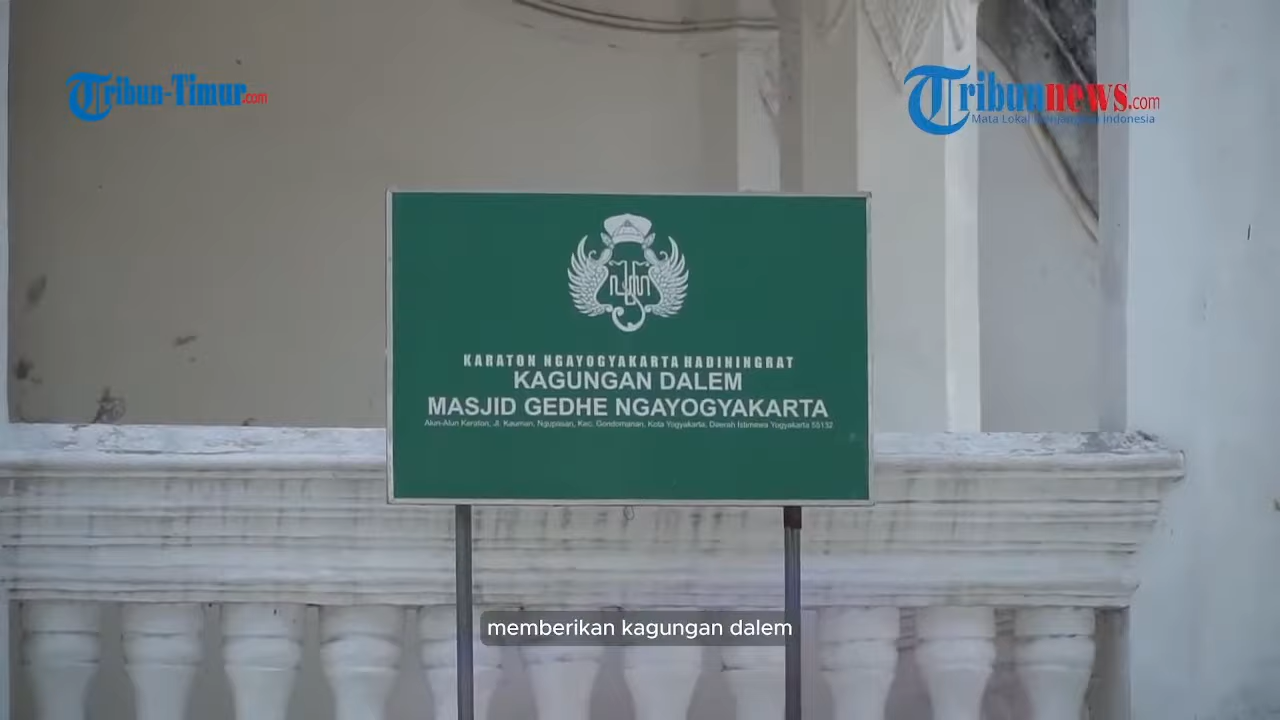 Tribun-Timur.com
Tribunnews.com
Mata Lokal Menjangkau Indonesia
KARATON NGAYOGYAKARTA HADININGRAT
KAGUNGAN DALEM
MASJID GEDHE NGAYOGYAKARTA
Alun-Alun Keraton, Jl. Kauman, Ngupasan, Kec. Gondomanan, Kota Yogyakarta, Daerah Istimewa Yogyakarta 55132
memberikan kagungan dalem